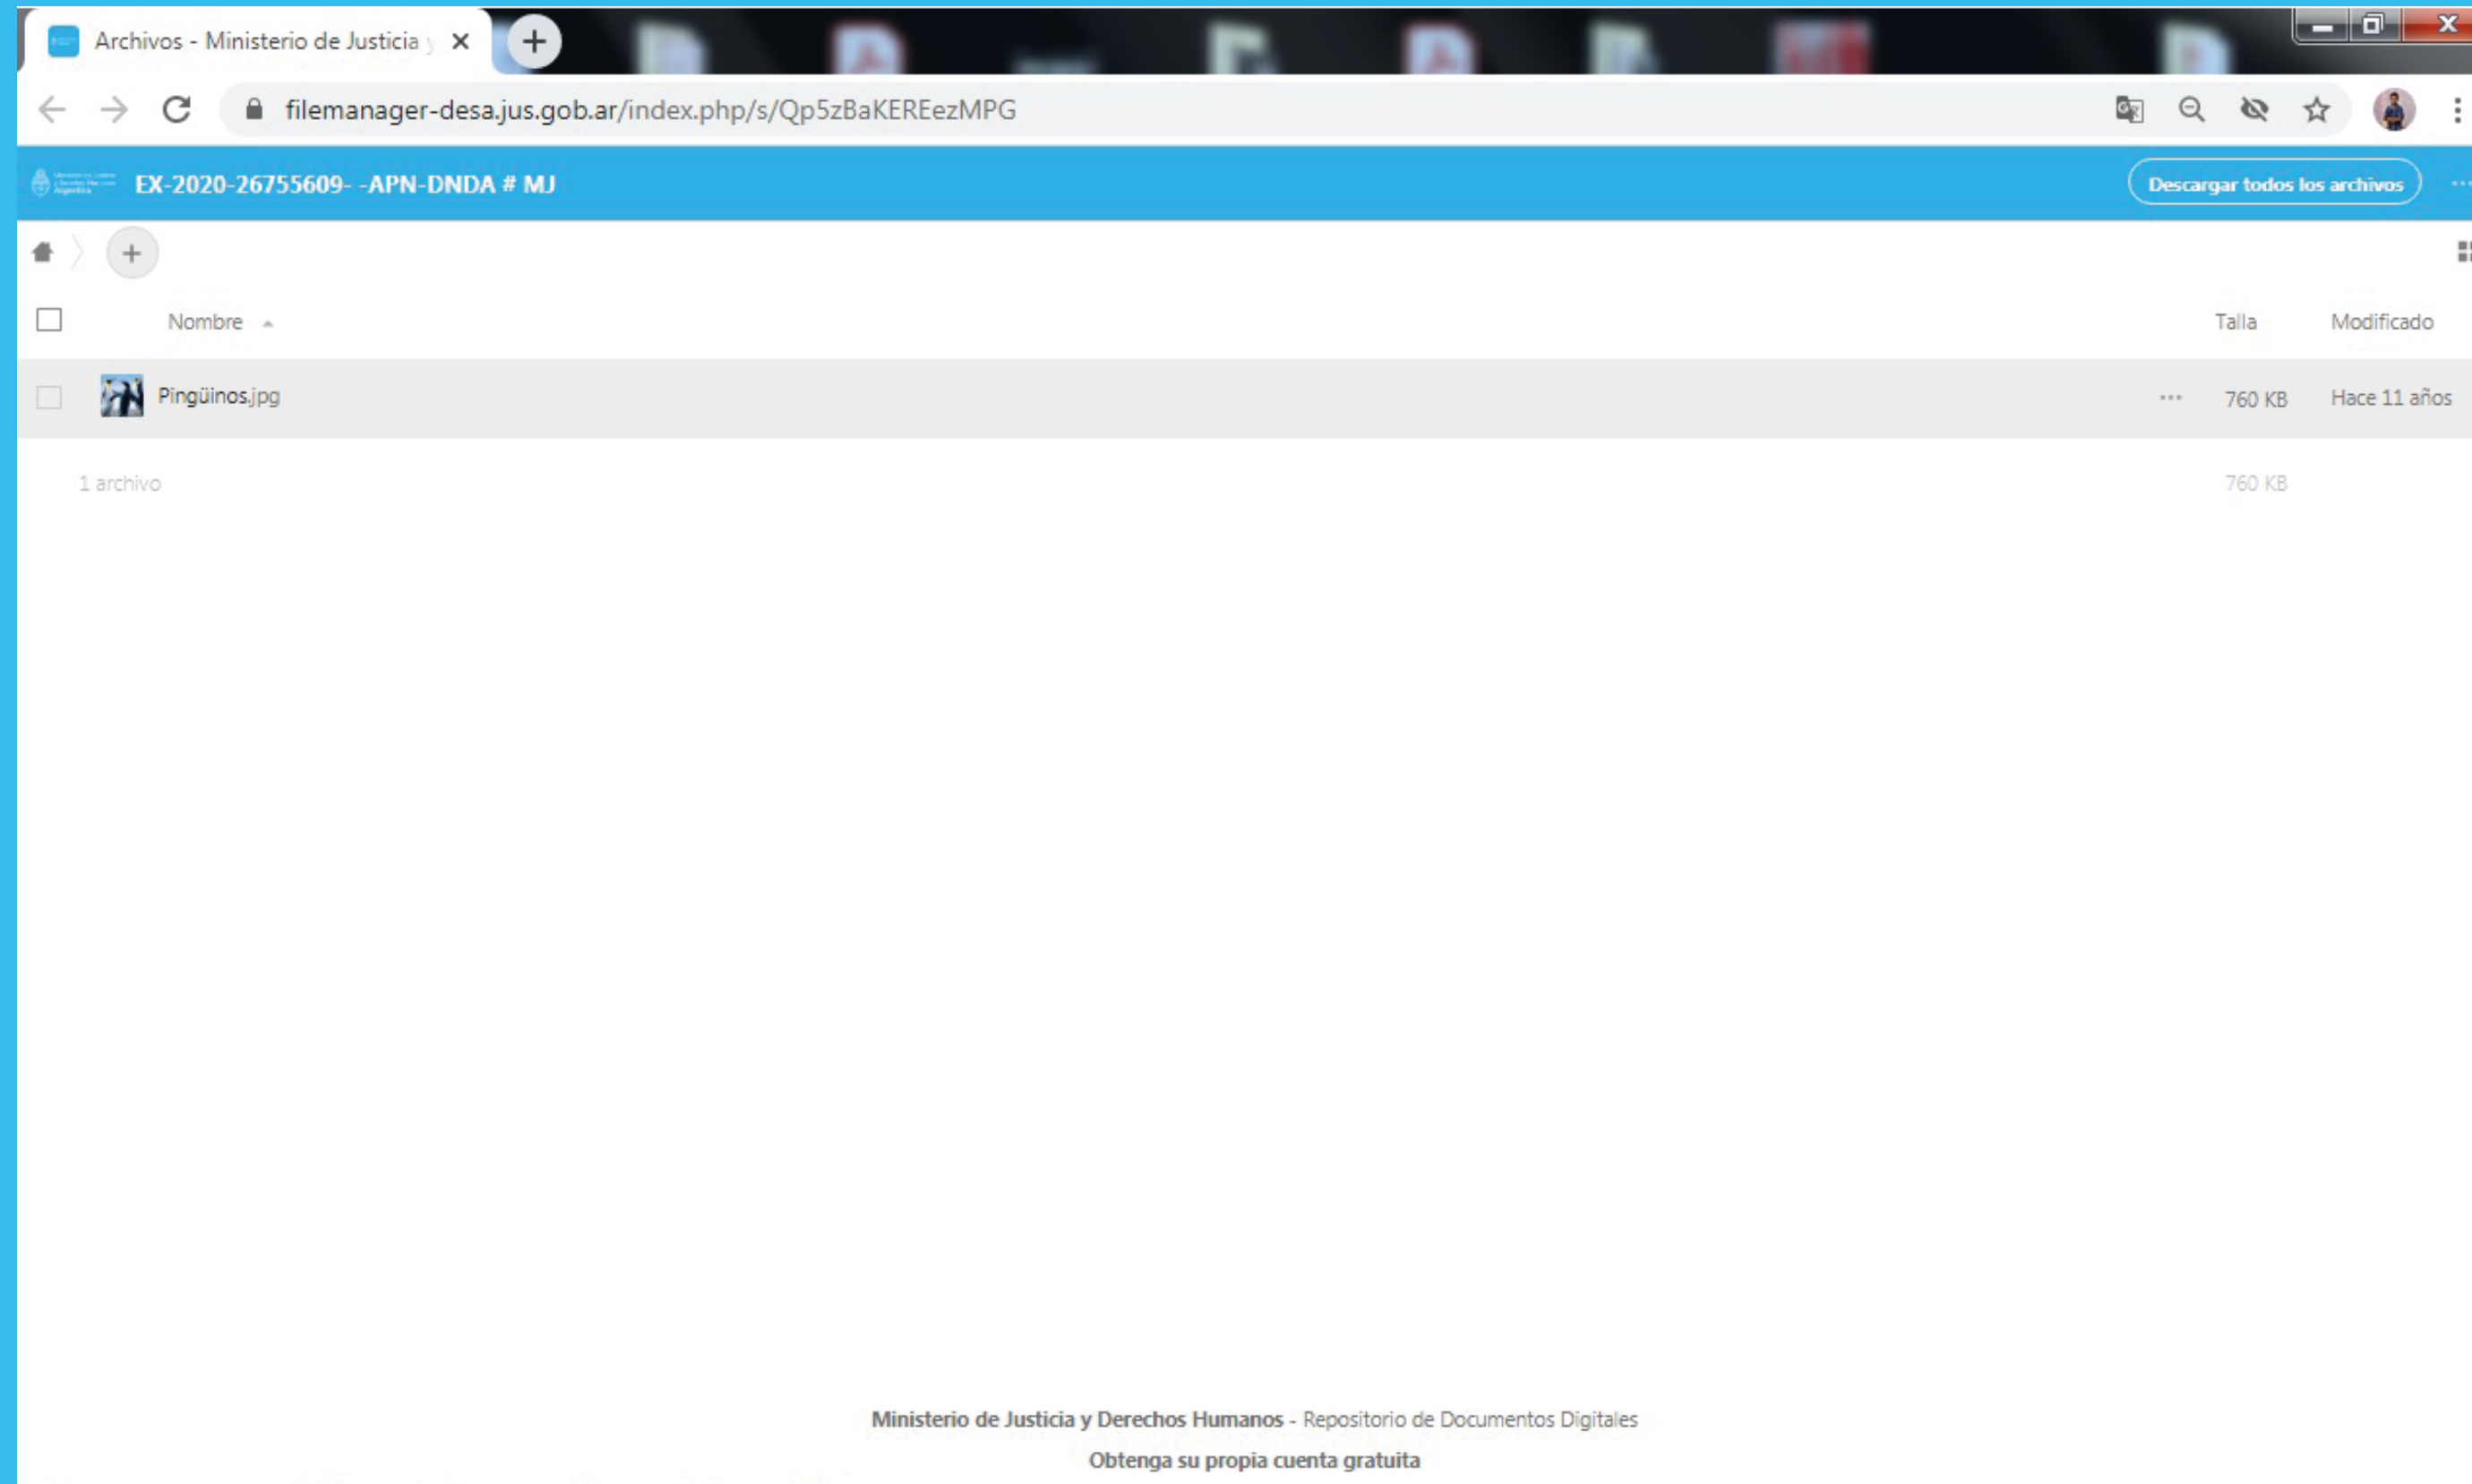 Archivos - Ministerio de Justicia y
filemanager-desa.jus.gob.ar/index.php/s/Qp5zBaKEREezMPG
EX-2020-26755609- -APN-DNDA # MJ
Descargar todos los archivos
Nombre
Talla
Modificado
Pingüinos.jpg
760 KB
Hace 11 años
1 archivo
760 KB
Ministerio de Justicia y Derechos Humanos - Repositorio de Documentos Digitales
Obtenga su propia cuenta gratuita